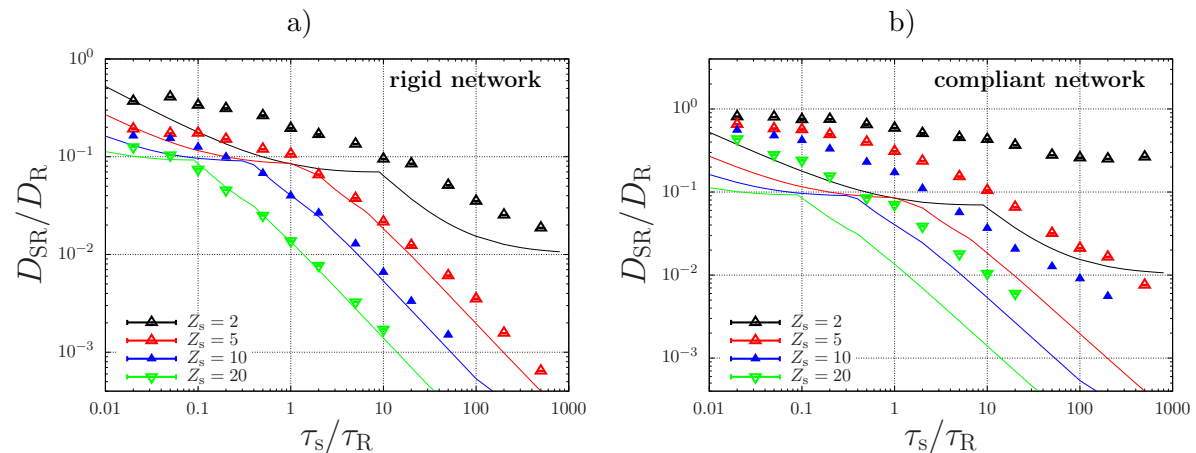 a)
rigid network
10^0
10^-1
10^-2
10^-3
D_SR/D_R
Z_s = 2
Z_s = 5
Z_s = 10
Z_s = 20
0.01 0.1 1 10 100 1000
τ_s/τ_R
b)
compliant network
10^0
10^-1
10^-2
10^-3
D_SR/D_R
Z_s = 2
Z_s = 5
Z_s = 10
Z_s = 20
0.01 0.1 1 10 100 1000
τ_s/τ_R